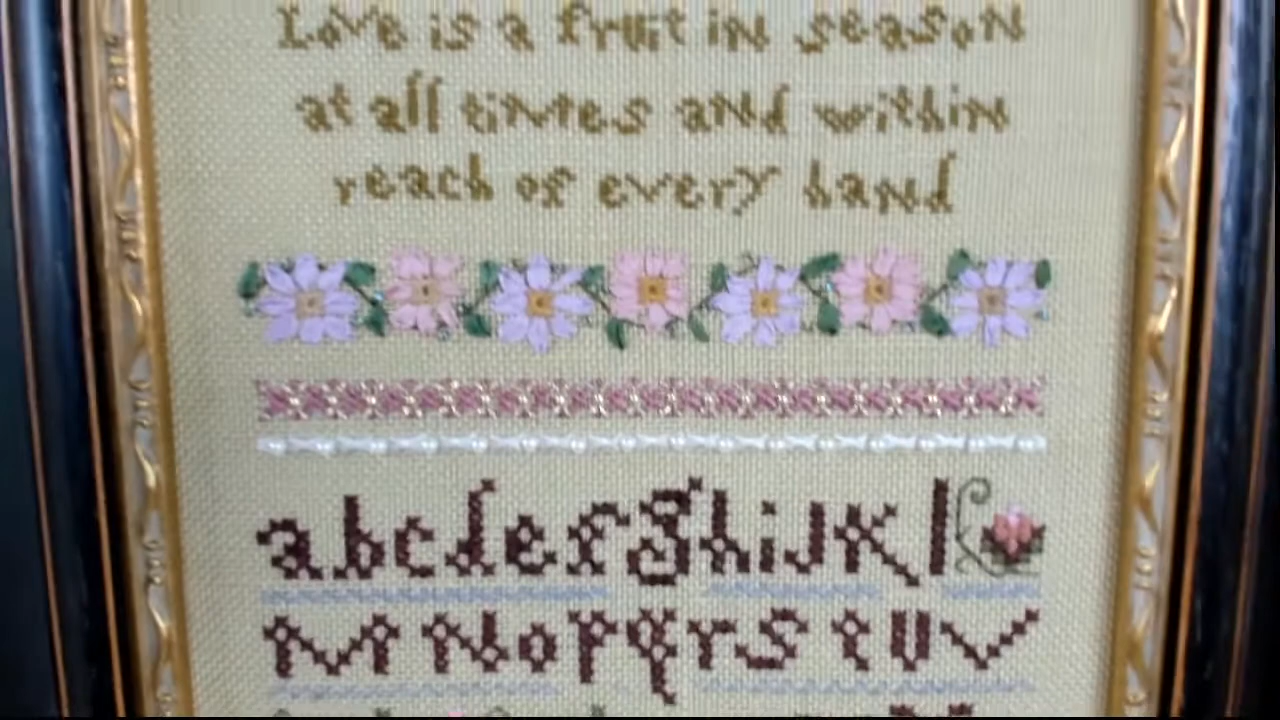 Love is a fruit in season
at all times and within
reach of every hand
abcdefghijkl
mNopqrstuv